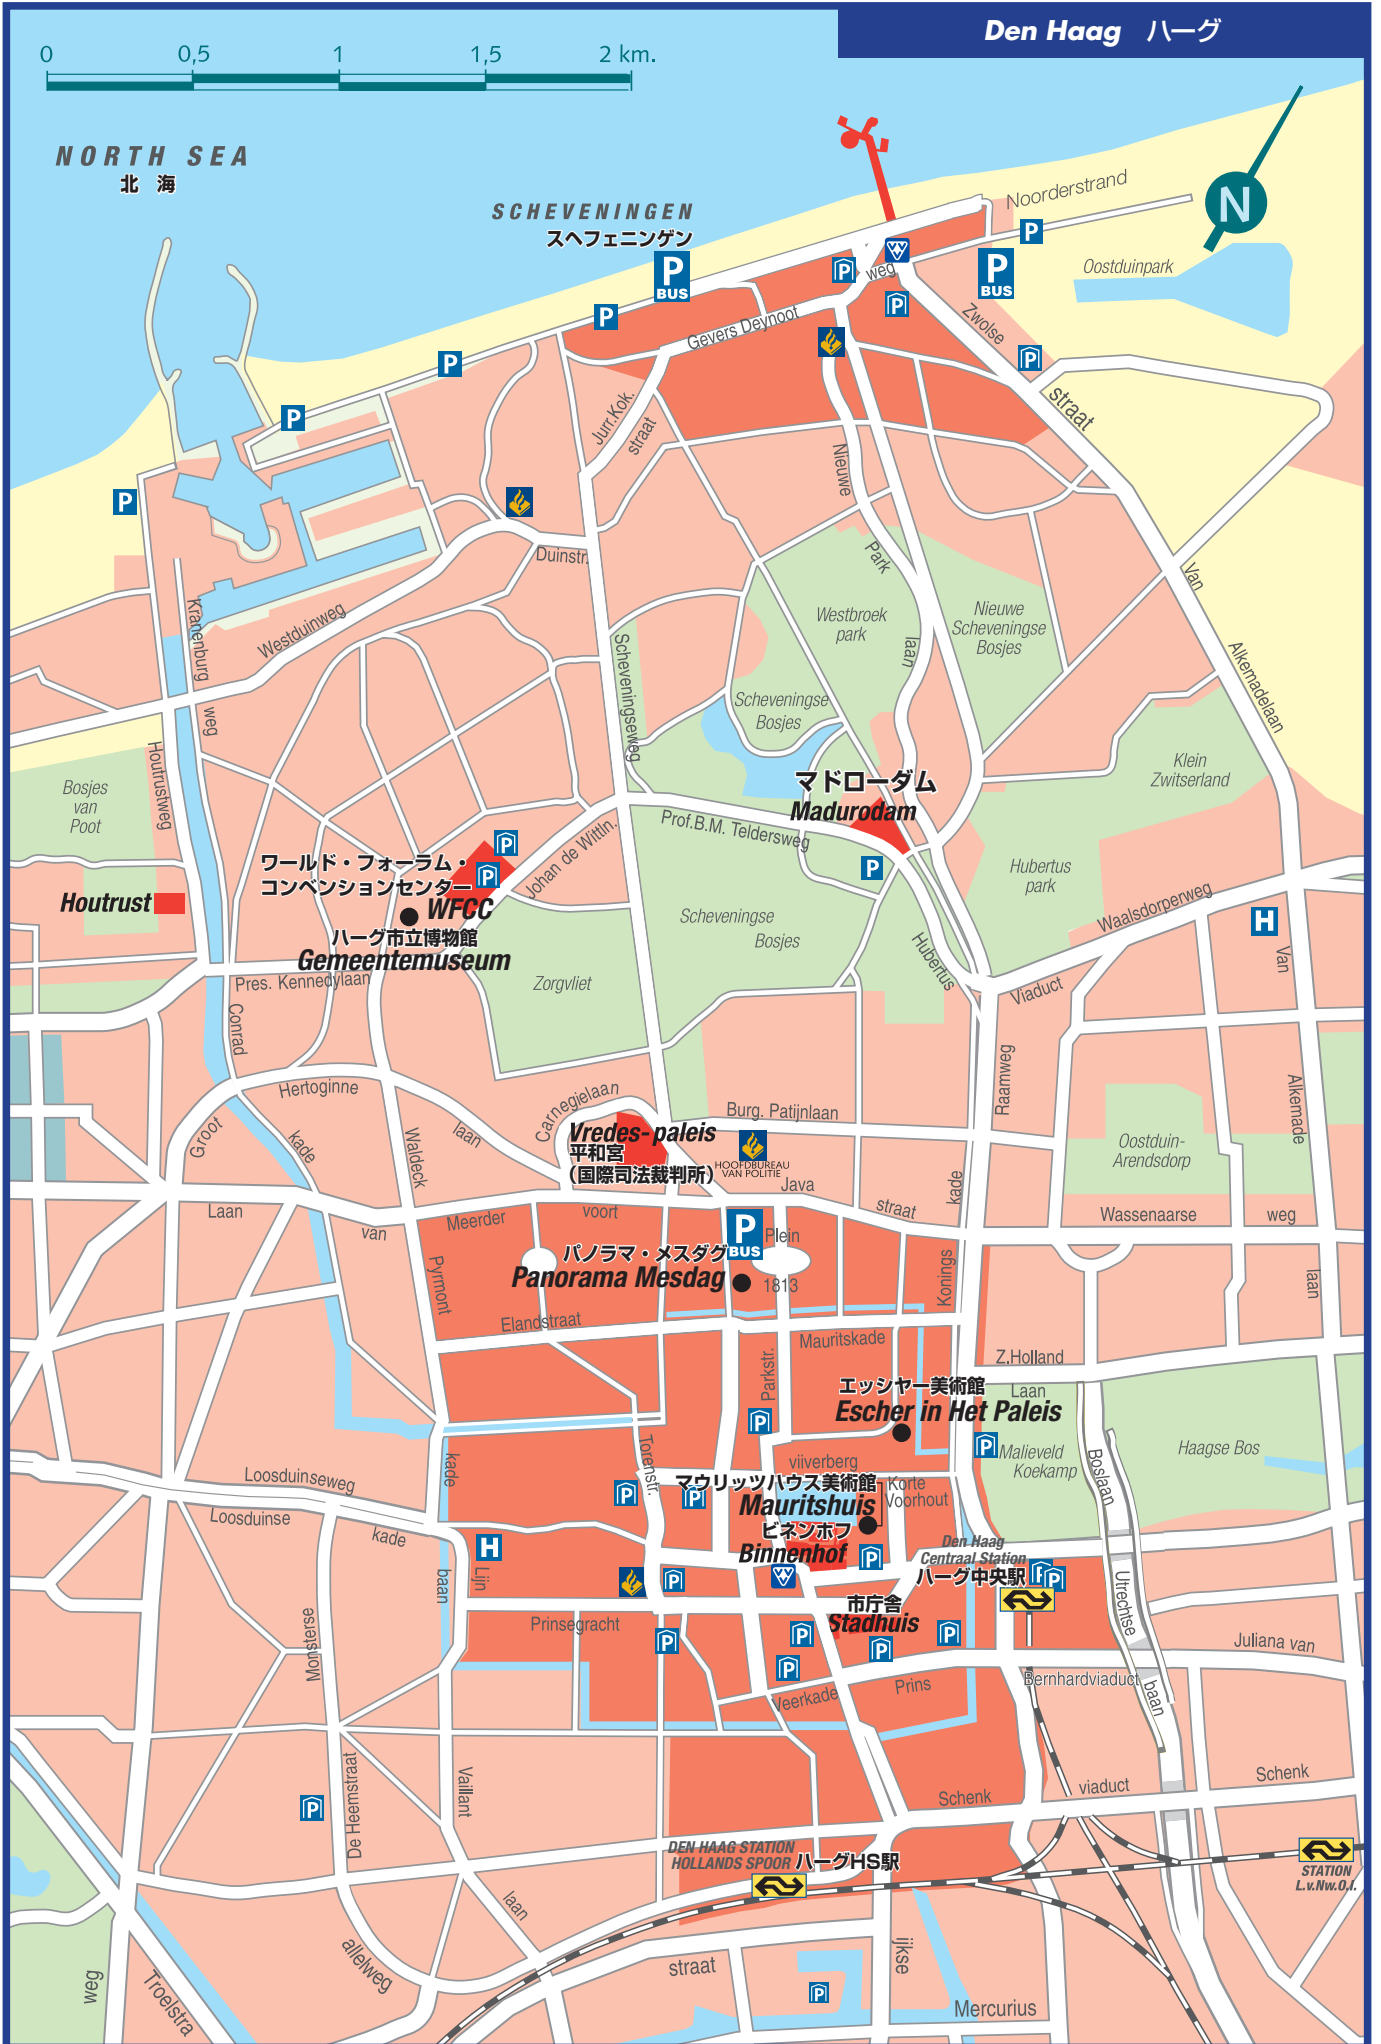 Den Haag ハーグ
0 0,5 1 1,5 2 km.
NORTH SEA
北 海
SCHEVENINGEN
スヘフェニンゲン
N
Noorderstrand
P
P
BUS
P
BUS
P
weg
P
P
Oostduinpark
Zwolse
Gevers Deynoot
P
P
P
P
straat
Jurr.Kok.
straat
Nieuwe
P
Duinstr.
Park
Van
Westbroek
park
Nieuwe
Scheveningse
Bosjes
laan
Kranenburg
weg
Westduinweg
Scheveningseweg
Alkemadelaan
Scheveningse
Bosjes
Klein
Zwitserland
Houtrustweg
Bosjes
van
Poot
マドローダム
Madurodam
Prof.B.M. Teldersweg
Johan de Wittln.
P
P
P
ワールド・フォーラム・
コンベンションセンター
WFCC
Houtrust
ハーグ市立博物館
Gemeentemuseum
Hubertus
park
Waalsdorperweg
H
Scheveningse
Bosjes
Hubertus
Viaduct
Van
Zorgvliet
Pres. Kennedylaan
Conrad
kade
Raamweg
Alkemade
laan
Hertoginne
laan
Groot
Carnegielaan
Burg. Patijnlaan
Vredes-paleis
平和宮
（国際司法裁判所）
HOOFDBUREAU
VAN POLITIE
Oostduin-
Arendsdorp
Waldeck
Java
straat
kade
Laan
van
Meerder
voort
Wassenaarse
weg
P
BUS
Plein
1813
パノラマ・メスダグ
Panorama Mesdag
Pyrmont
Konings
Elandstraat
Mauritskade
Parkstr.
Z.Holland
Laan
エッシャー美術館
Escher in Het Paleis
P
P
Malieveld
Koekamp
Boslaan
Haagse Bos
Torenstr.
viiverberg
kade
Loosduinseweg
Loosduinse
kade
P
P
マウリッツハウス美術館
Mauritshuis
Korte
Voorhout
ビネンホフ
Binnenhof
P
Den Haag
Centraal Station
ハーグ中央駅
P
P
H
Lijn
baan
P
市庁舎
Stadhuis
Utrechtse
baan
Prinsegracht
P
P
P
P
P
Juliana van
Bernhardviaduct
Monsterse
Veerkade
Prins
De Heemstraat
P
Vaillant
laan
Schenk
viaduct
Schenk
DEN HAAG STATION
HOLLANDS SPOOR
ハーグHS駅
STATION
L.v.Nw.O.I.
allelweg
weg
Troelstra
straat
ijkse
P
Mercurius